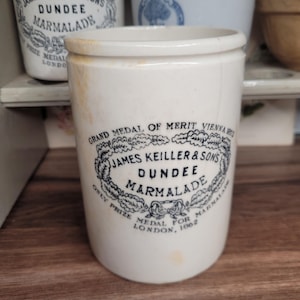 DUNDEE
MARMALADE
LONDON
GRAND MEDAL OF MERIT VIENNA
JAMES KEILLER & SONS
DUNDEE
MARMALADE
ONLY PRIZE MEDAL FOR MARMALADE
LONDON, 1862